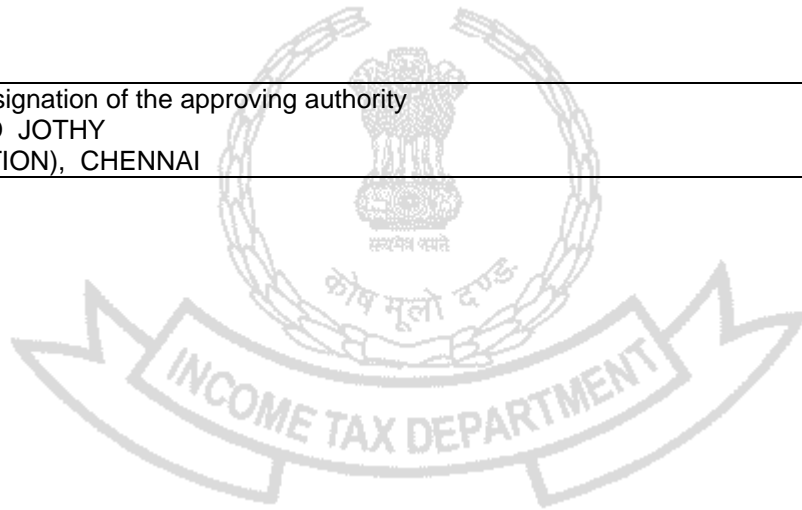 signation of the approving authority
JOTHY
TION), CHENNAI
सत्यमेव जयते
कोष मूलो दण्डः
INCOME TAX DEPARTMENT